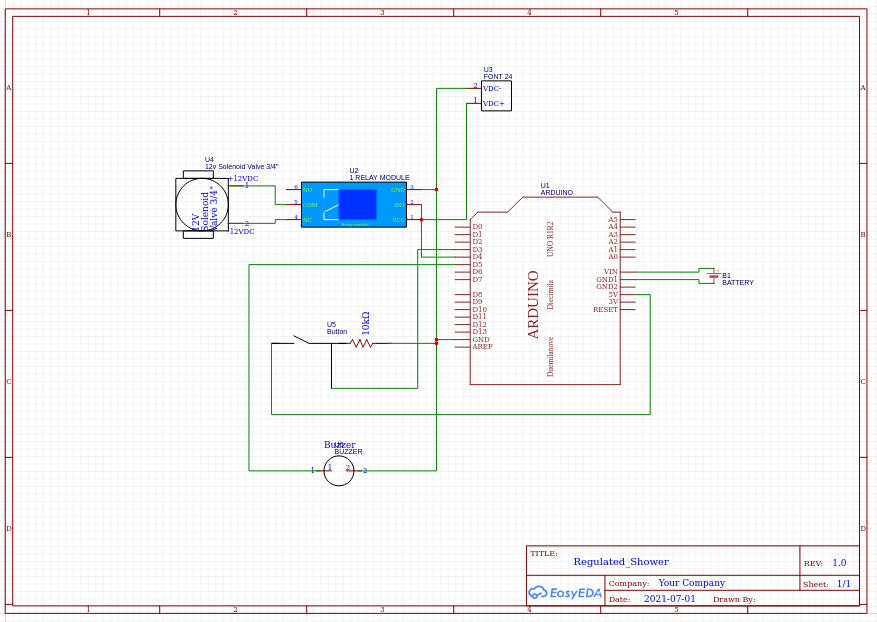 1 2 3 4 5
A A
B B
C C
D D
U3
FONT 24
2 VDC-
1 VDC+
U4
12v Solenoid Valve 3/4"
+12VDC
1
12V
Solenoid
Valve 3/4"
2
12VDC
U2
1 RELAY MODULE
6 NO GND 3
5 COM IN1 2
4 NC VCC 1
Relay module
U1
ARDUINO
D0
D1
D2
D3
D4
D5
D6
D7
D8
D9
D10
D11
D12
D13
GND
AREF
ARDUINO
UNO R1R2
Diecimila
Duemilanove
A5
A4
A3
A2
A1
A0
VIN
GND1
GND2
5V
3V
RESET
B1
BATTERY
U5
Button
10kΩ
Buzzer
BUZZER
1 1 2 2
TITLE:
Regulated_Shower
REV: 1.0
EasyEDA
Company: Your Company
Sheet: 1/1
Date: 2021-07-01 Drawn By:
1 2 3 4 5